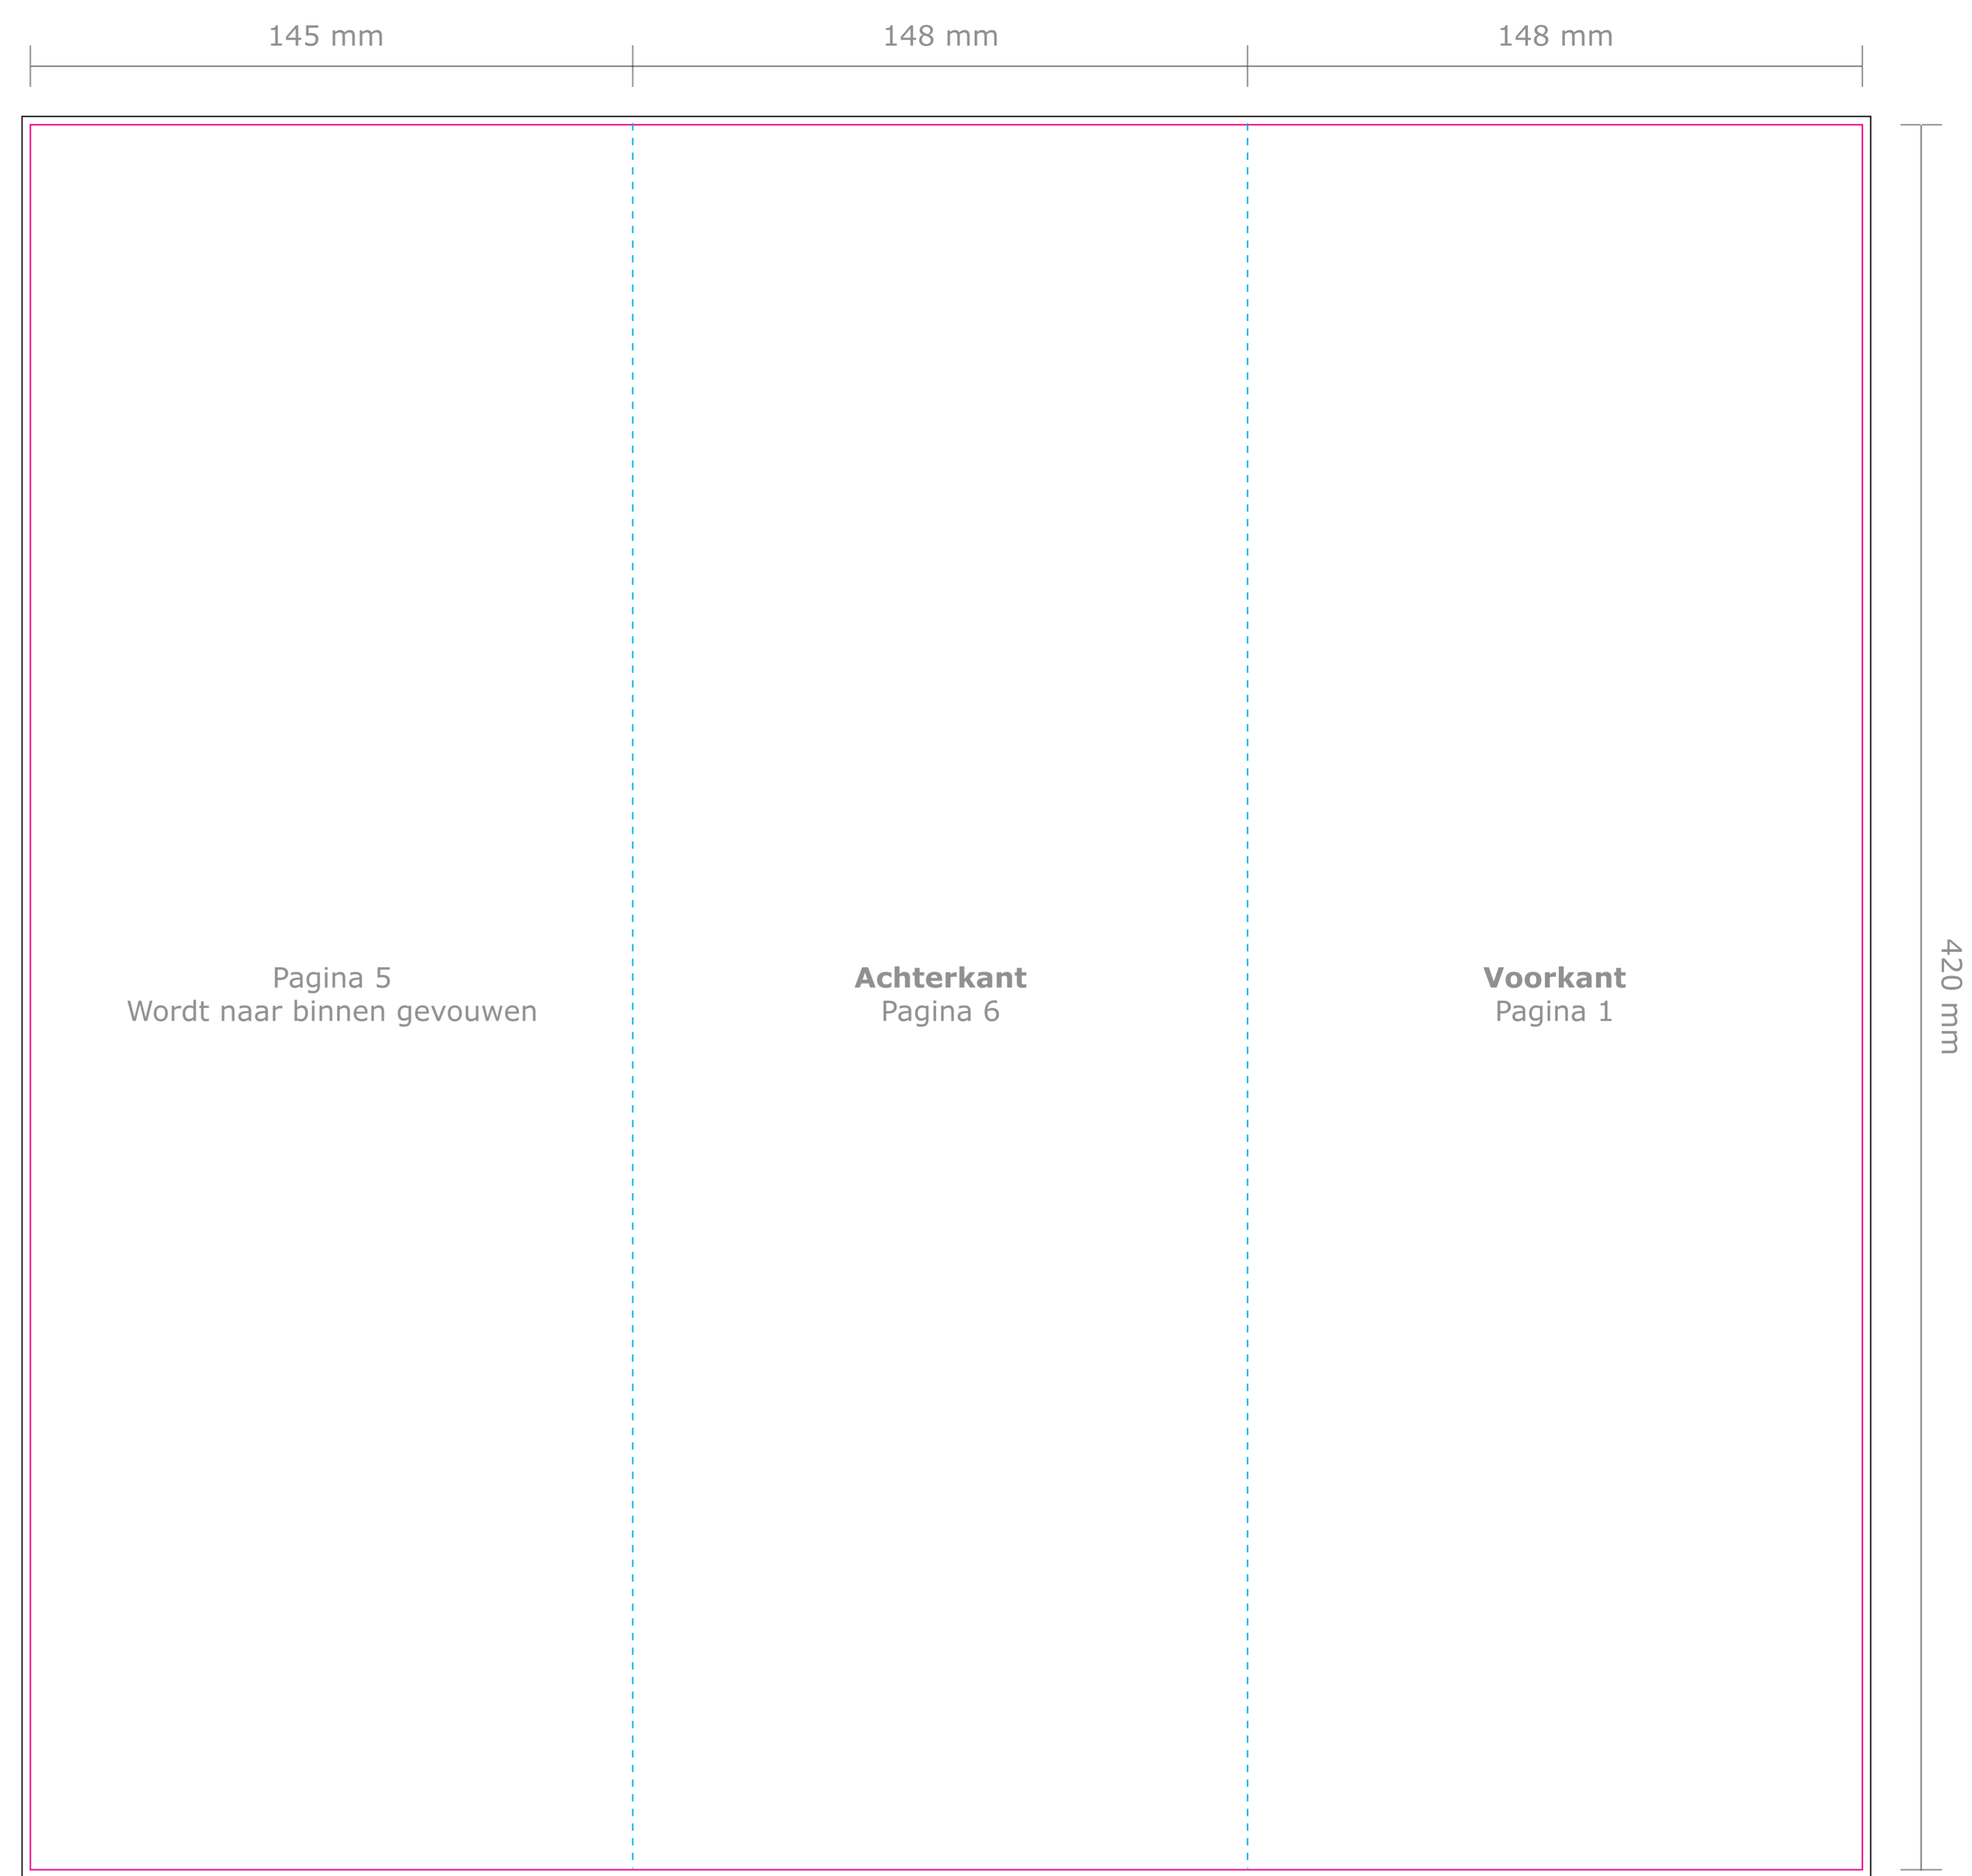 145 mm
148 mm
148 mm
Pagina 5
Wordt naar binnen gevouwen
Achterkant
Pagina 6
Voorkant
Pagina 1
420 mm